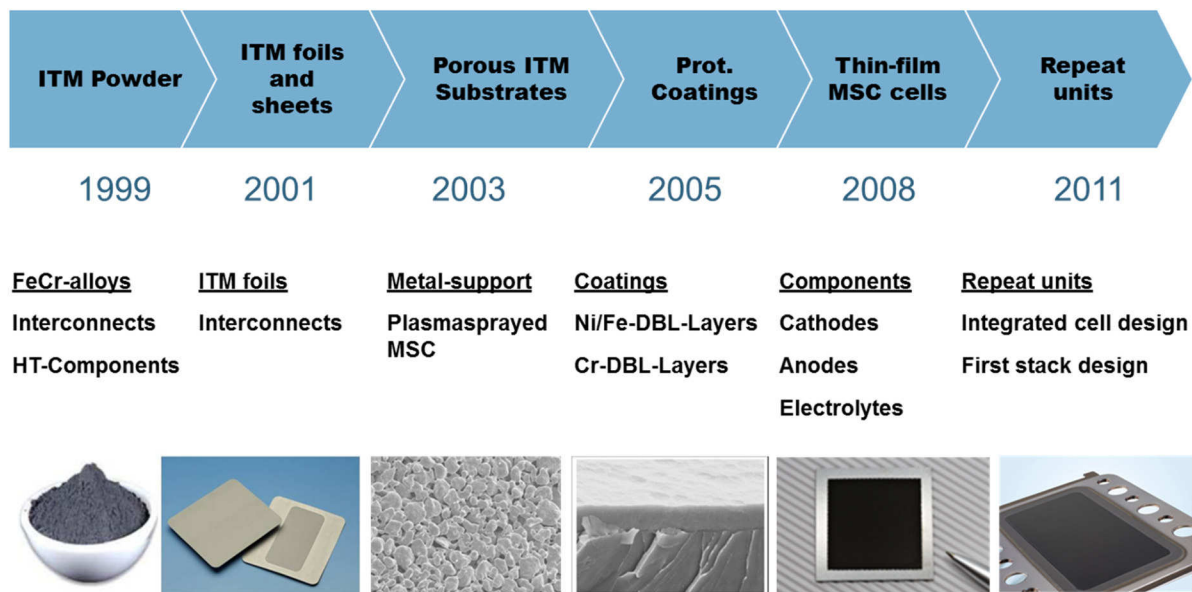 ITM Powder
ITM foils
and
sheets
Porous ITM
Substrates
Prot.
Coatings
Thin-film
MSC cells
Repeat
units
1999
2001
2003
2005
2008
2011
FeCr-alloys
Interconnects
HT-Components
ITM foils
Interconnects
Metal-support
Plasmasprayed
MSC
Coatings
Ni/Fe-DBL-Layers
Cr-DBL-Layers
Components
Cathodes
Anodes
Electrolytes
Repeat units
Integrated cell design
First stack design